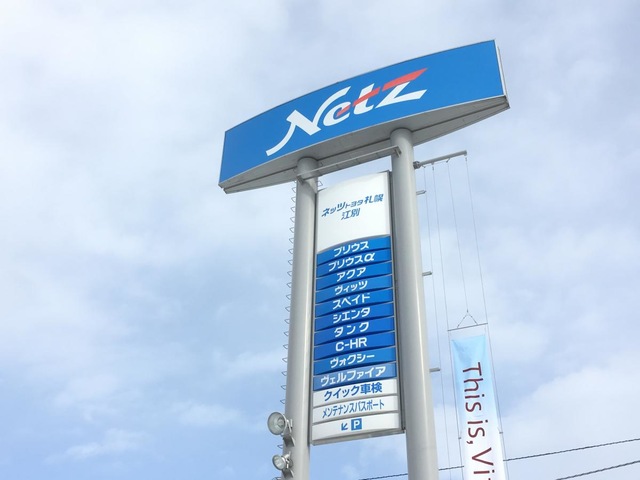 Netz
ネッツトヨタ札幌
江別
プリウス
プリウスα
アクア
ヴィッツ
スペイド
シエンタ
タンク
C-HR
ヴォクシー
ヴェルファイア
クイック車検
メンテナンスパスポート
↙ P
This is, Vi